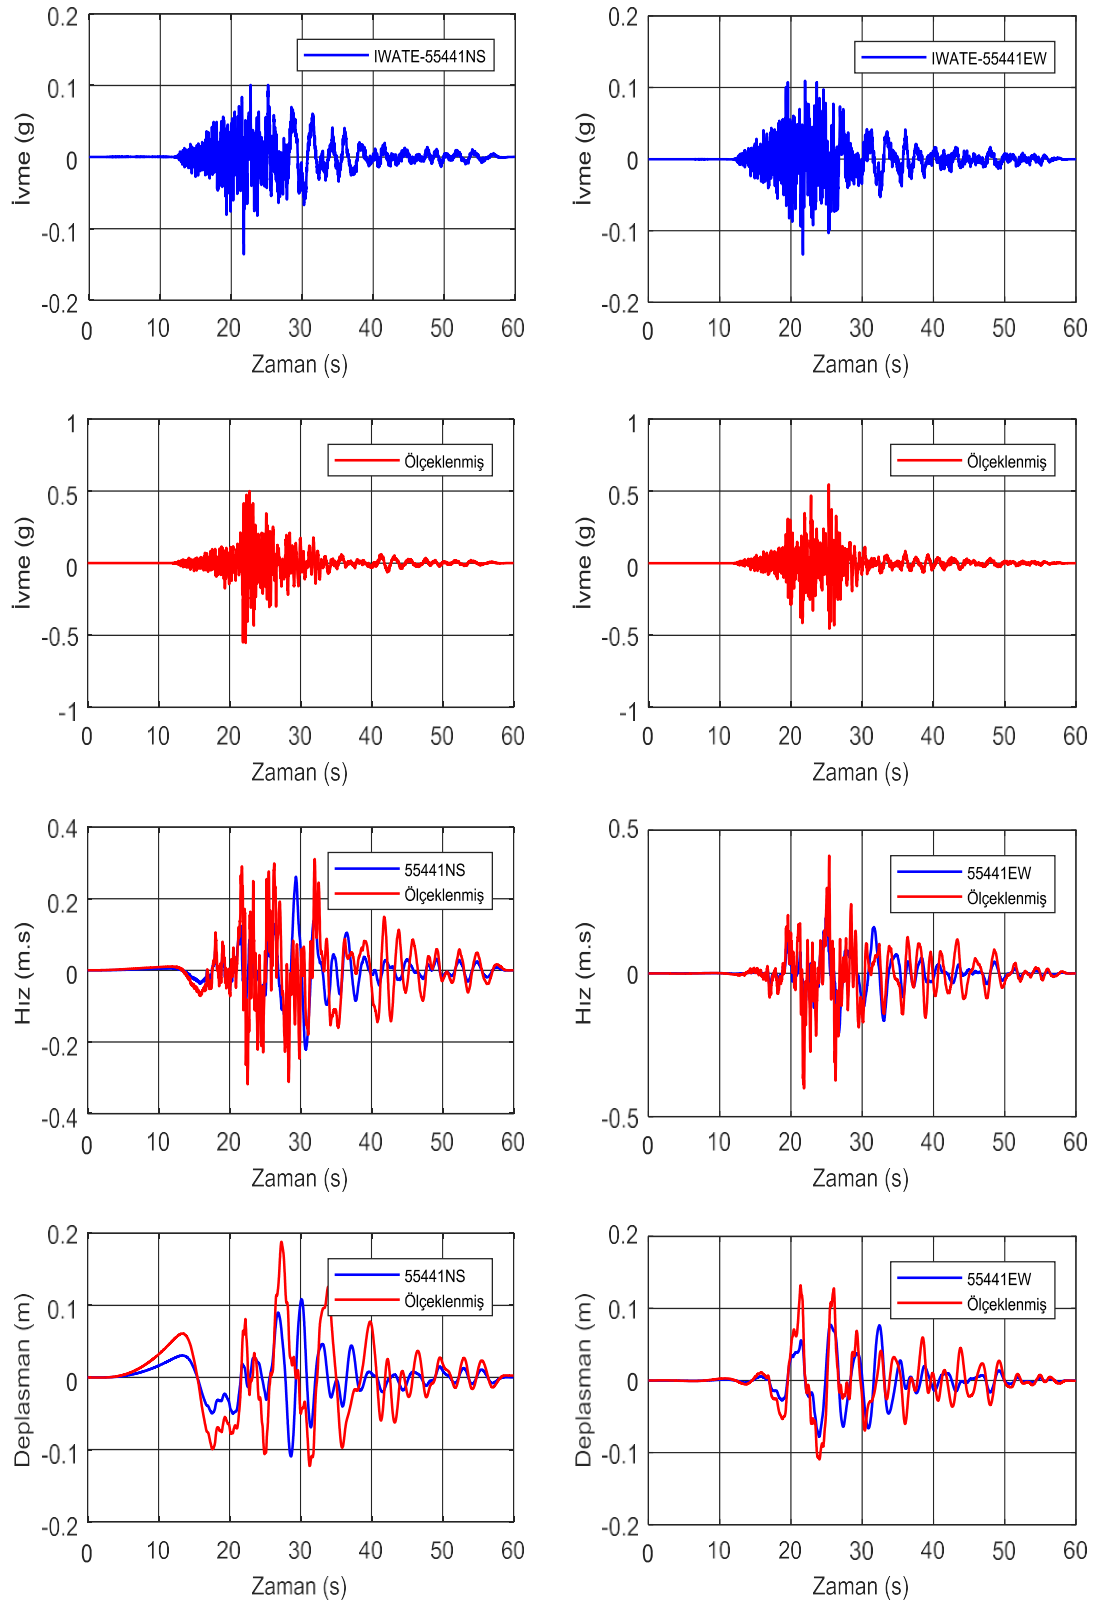 0.2
0.1
0
-0.1
-0.2
İvme (g)
IWATE-55441NS
0 10 20 30 40 50 60
Zaman (s)
0.2
0.1
0
-0.1
-0.2
İvme (g)
IWATE-55441EW
0 10 20 30 40 50 60
Zaman (s)
1
0.5
0
-0.5
-1
İvme (g)
Ölçeklenmiş
0 10 20 30 40 50 60
Zaman (s)
1
0.5
0
-0.5
-1
İvme (g)
Ölçeklenmiş
0 10 20 30 40 50 60
Zaman (s)
0.4
0.2
0
-0.2
-0.4
Hız (m.s)
55441NS
Ölçeklenmiş
0 10 20 30 40 50 60
Zaman (s)
0.5
0
-0.5
Hız (m.s)
55441EW
Ölçeklenmiş
0 10 20 30 40 50 60
Zaman (s)
0.2
0.1
0
-0.1
-0.2
Deplasman (m)
55441NS
Ölçeklenmiş
0 10 20 30 40 50 60
Zaman (s)
0.2
0.1
0
-0.1
-0.2
Deplasman (m)
55441EW
Ölçeklenmiş
0 10 20 30 40 50 60
Zaman (s)